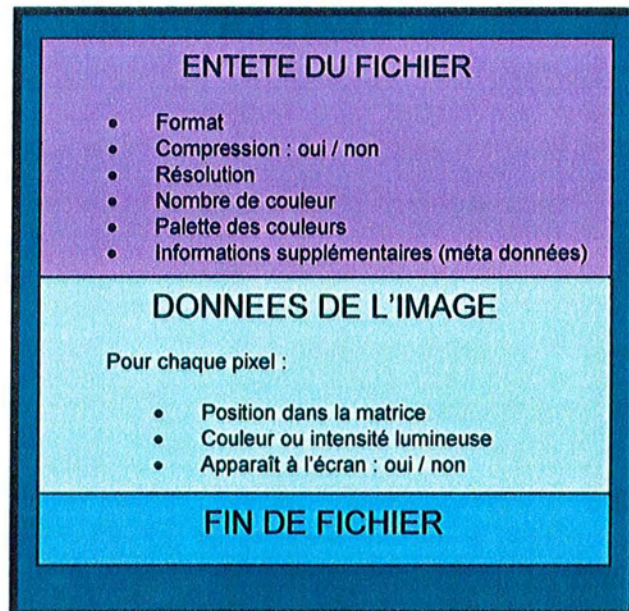 ENTETE DU FICHIER
• Format
• Compression : oui / non
• Résolution
• Nombre de couleur
• Palette des couleurs
• Informations supplémentaires (méta données)
DONNEES DE L'IMAGE
Pour chaque pixel :
• Position dans la matrice
• Couleur ou intensité lumineuse
• Apparaît à l'écran : oui / non
FIN DE FICHIER